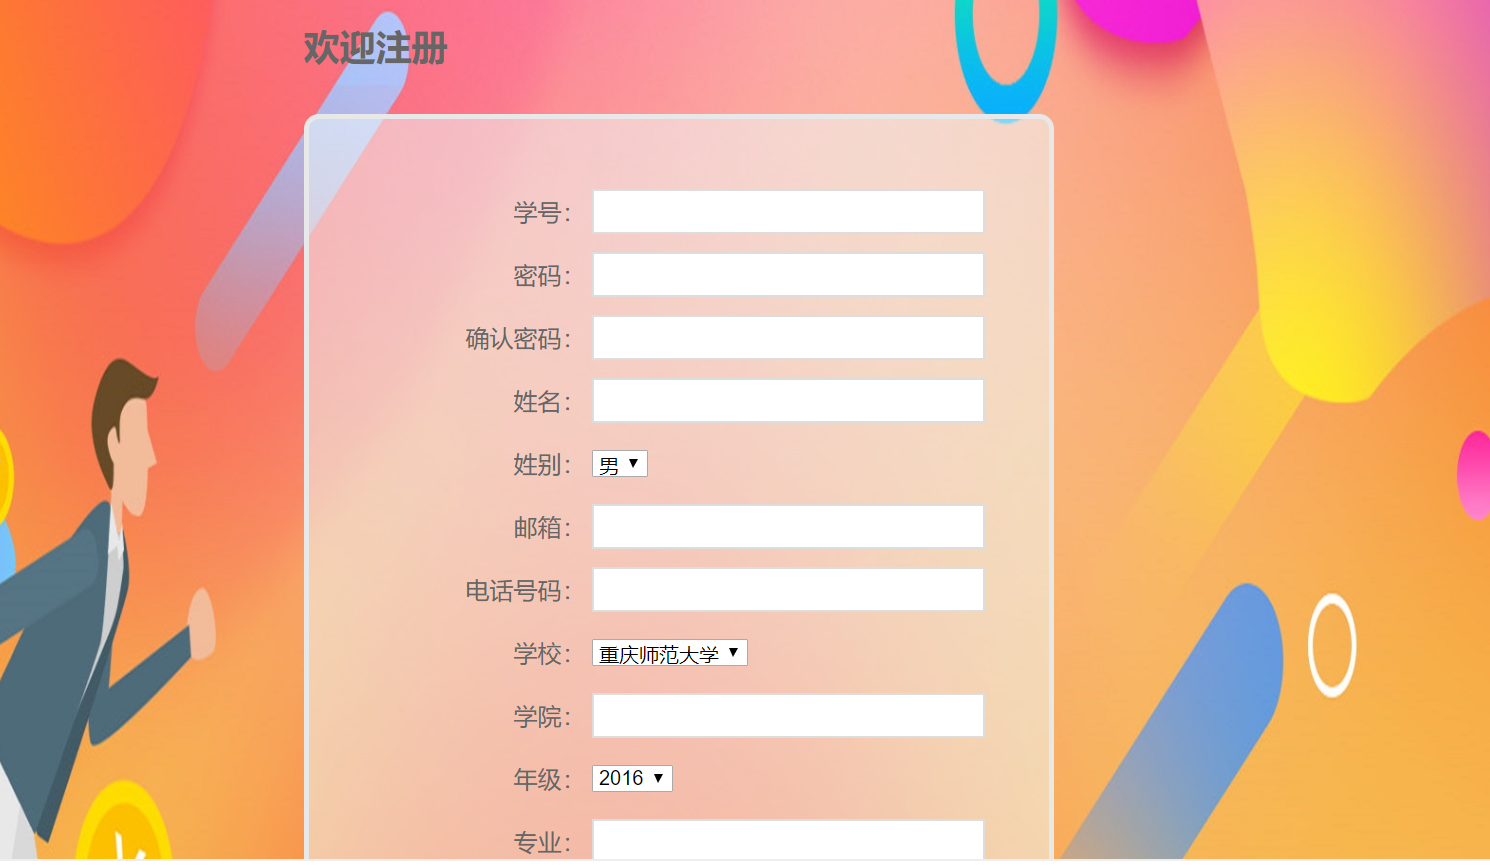 欢迎注册
学号：
密码：
确认密码：
姓名：
姓别： 男
邮箱：
电话号码：
学校： 重庆师范大学
学院：
年级： 2016
专业：